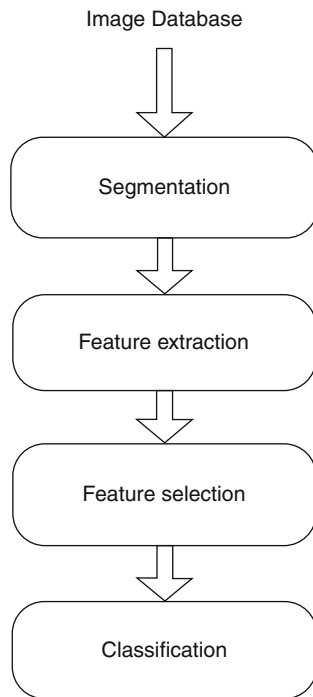 Image Database
Segmentation
Feature extraction
Feature selection
Classification